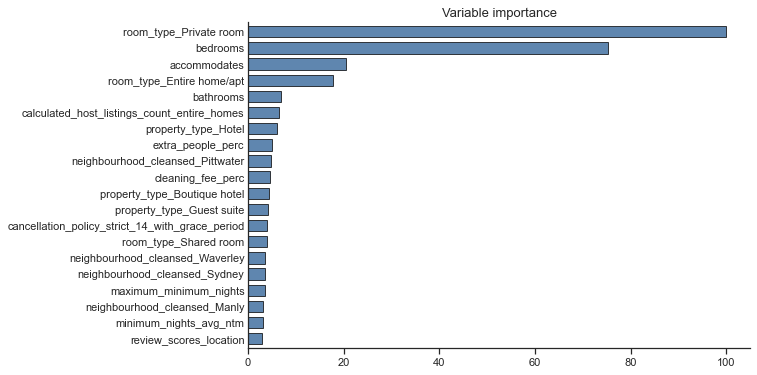 Variable importance
room_type_Private room
bedrooms
accommodates
room_type_Entire home/apt
bathrooms
calculated_host_listings_count_entire_homes
property_type_Hotel
extra_people_perc
neighbourhood_cleansed_Pittwater
cleaning_fee_perc
property_type_Boutique hotel
property_type_Guest suite
cancellation_policy_strict_14_with_grace_period
room_type_Shared room
neighbourhood_cleansed_Waverley
neighbourhood_cleansed_Sydney
maximum_minimum_nights
neighbourhood_cleansed_Manly
minimum_nights_avg_ntm
review_scores_location
0 20 40 60 80 100